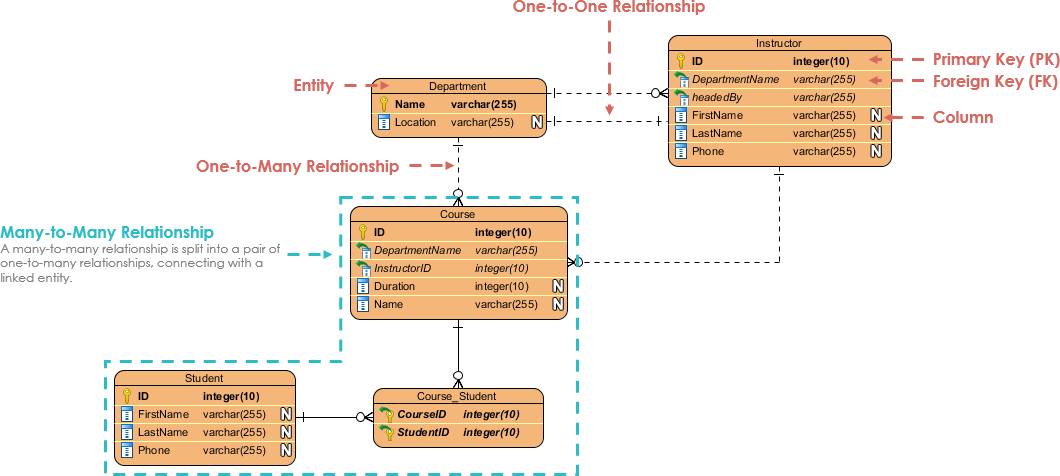 One-to-One Relationship
Instructor
ID integer(10)
DepartmentName varchar(255)
headedBy varchar(255)
FirstName varchar(255) N
LastName varchar(255) N
Phone varchar(255) N
Primary Key (PK)
Foreign Key (FK)
Column
Entity
Department
Name varchar(255)
Location varchar(255) N
One-to-Many Relationship
Many-to-Many Relationship
A many-to-many relationship is split into a pair of
one-to-many relationships, connecting with a
linked entity.
Course
ID integer(10)
DepartmentName varchar(255)
InstructorID integer(10)
Duration integer(10) N
Name varchar(255) N
Student
ID integer(10)
FirstName varchar(255) N
LastName varchar(255) N
Phone varchar(255) N
Course_Student
CourseID integer(10)
StudentID integer(10)